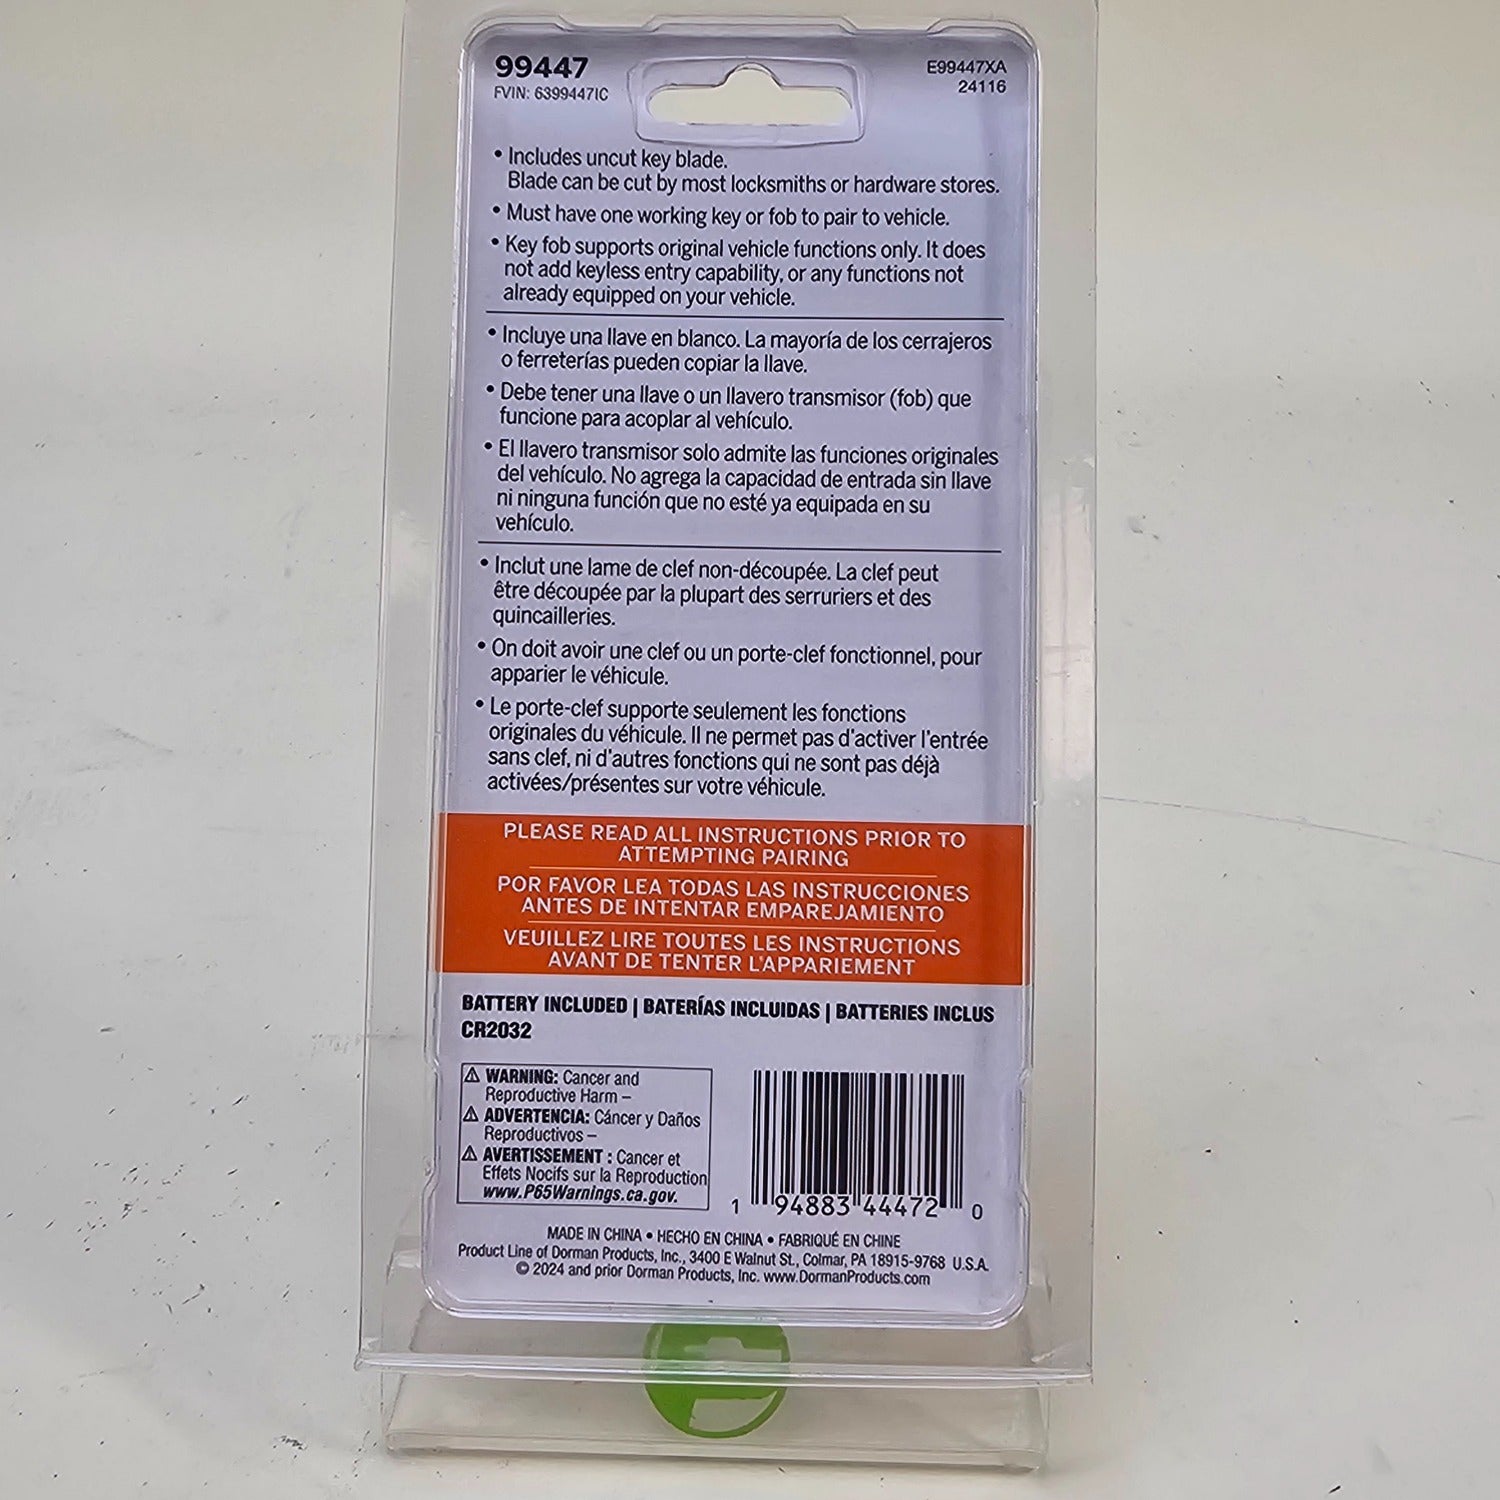 99447
FVIN: 6399447IC
E99447XA
24116
• Includes uncut key blade.
Blade can be cut by most locksmiths or hardware stores.
• Must have one working key or fob to pair to vehicle.
• Key fob supports original vehicle functions only. It does
not add keyless entry capability, or any functions not
already equipped on your vehicle.
• Incluye una llave en blanco. La mayoría de los cerrajeros
o ferreterías pueden copiar la llave.
• Debe tener una llave o un llavero transmisor (fob) que
funcione para acoplar al vehículo.
• El llavero transmisor solo admite las funciones originales
del vehículo. No agrega la capacidad de entrada sin llave
ni ninguna función que no esté ya equipada en su
vehículo.
• Inclut une lame de clef non-découpée. La clef peut
être découpée par la plupart des serruriers et des
quincailleries.
• On doit avoir une clef ou un porte-clef fonctionnel, pour
apparier le véhicule.
• Le porte-clef supporte seulement les fonctions
originales du véhicule. Il ne permet pas d'activer l'entrée
sans clef, ni d'autres fonctions qui ne sont pas déjà
activées/présentes sur votre véhicule.
PLEASE READ ALL INSTRUCTIONS PRIOR TO
ATTEMPTING PAIRING
POR FAVOR LEA TODAS LAS INSTRUCCIONES
ANTES DE INTENTAR EMPAREJAMIENTO
VEUILLEZ LIRE TOUTES LES INSTRUCTIONS
AVANT DE TENTER L'APPARIEMENT
BATTERY INCLUDED | BATERÍAS INCLUIDAS | BATTERIES INCLUS
CR2032
⚠ WARNING: Cancer and
Reproductive Harm –
⚠ ADVERTENCIA: Cáncer y Daños
Reproductivos –
⚠ AVERTISSEMENT : Cancer et
Effets Nocifs sur la Reproduction
www.P65Warnings.ca.gov.
1 94883 44472 0
MADE IN CHINA • HECHO EN CHINA • FABRIQUÉ EN CHINE
Product Line of Dorman Products, Inc., 3400 E Walnut St., Colmar, PA 18915-9768 U.S.A.
© 2024 and prior Dorman Products, Inc. www.DormanProducts.com